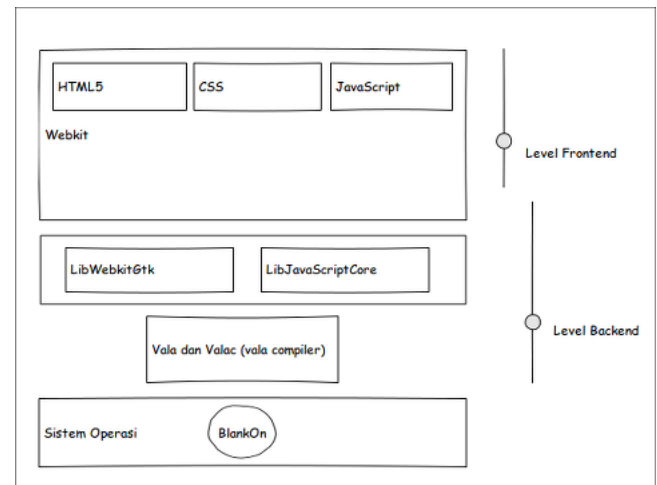 HTML5
CSS
JavaScript
Webkit
Level Frontend
LibWebkitGtk
LibJavaScriptCore
Level Backend
Vala dan Valac (vala compiler)
Sistem Operasi
BlankOn